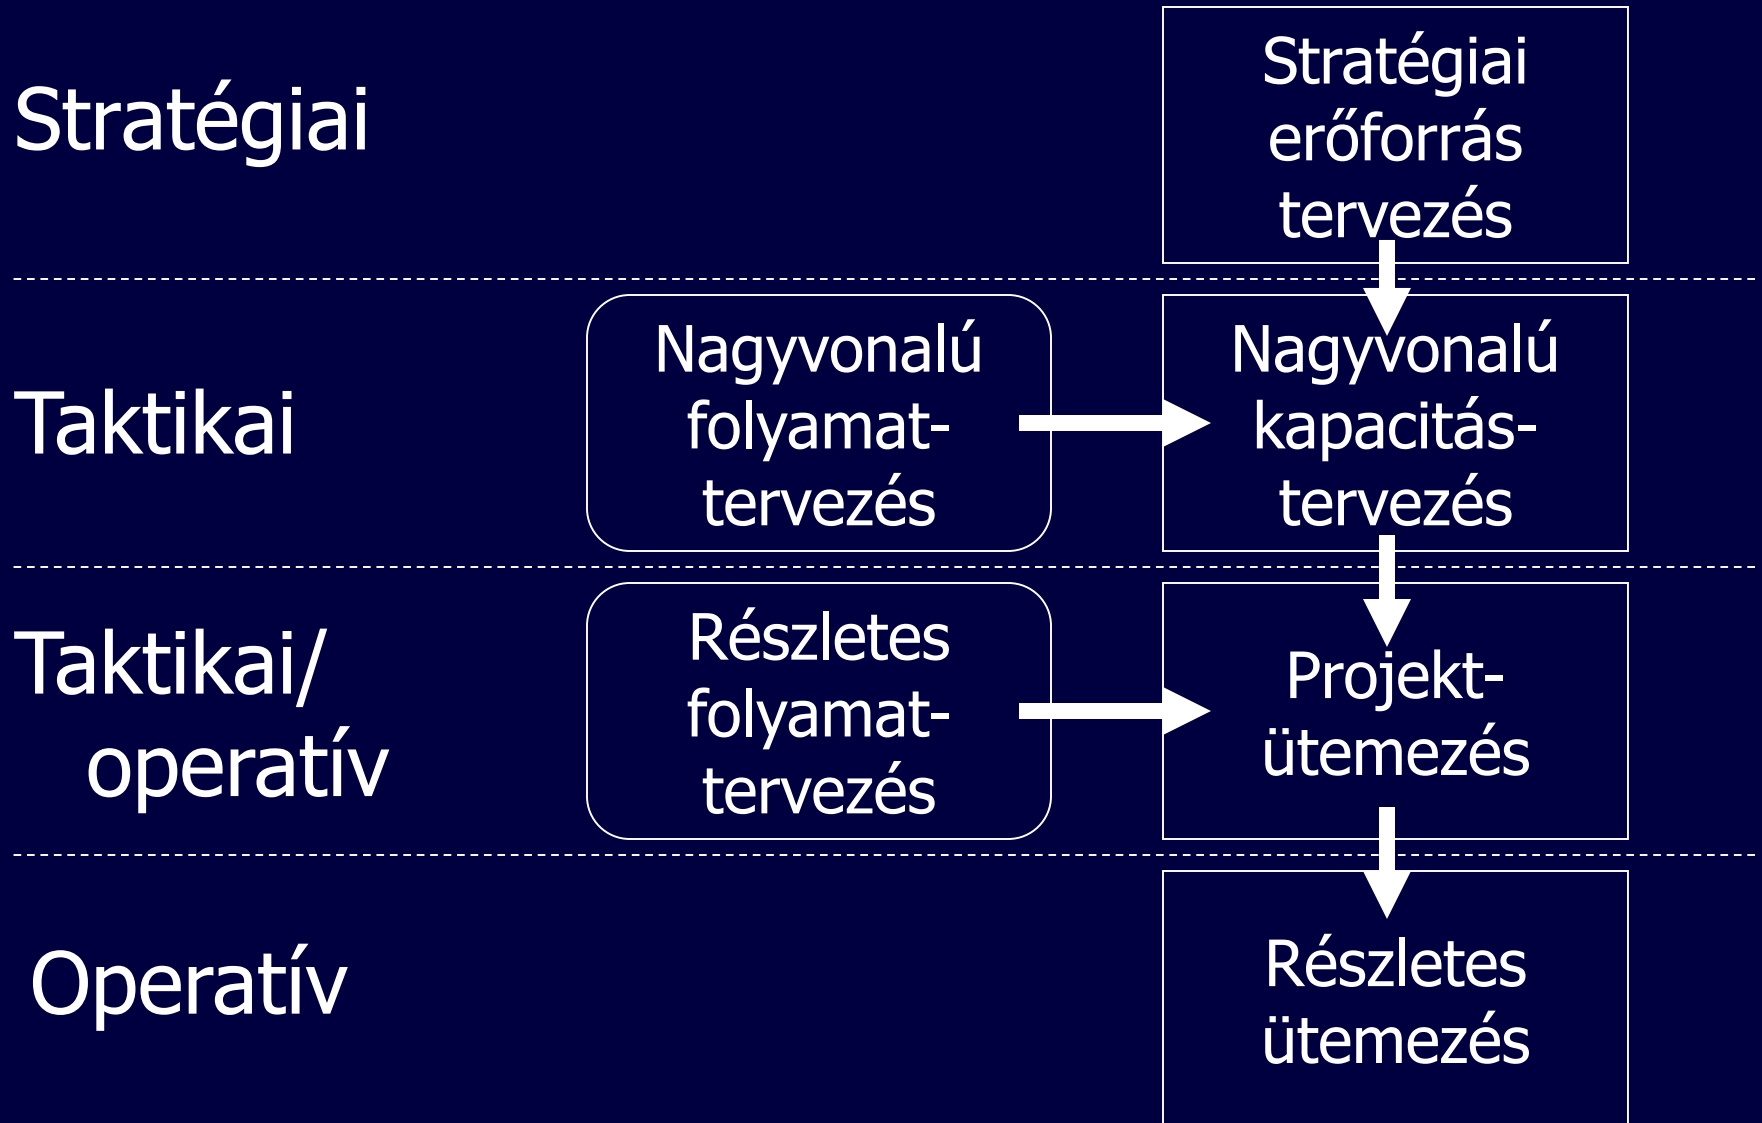 Stratégiai
Stratégiai
erőforrás
tervezés
Taktikai
Nagyvonalú
folyamat-
tervezés
Nagyvonalú
kapacitás-
tervezés
Taktikai/
operatív
Részletes
folyamat-
tervezés
Projekt-
ütemezés
Operatív
Részletes
ütemezés